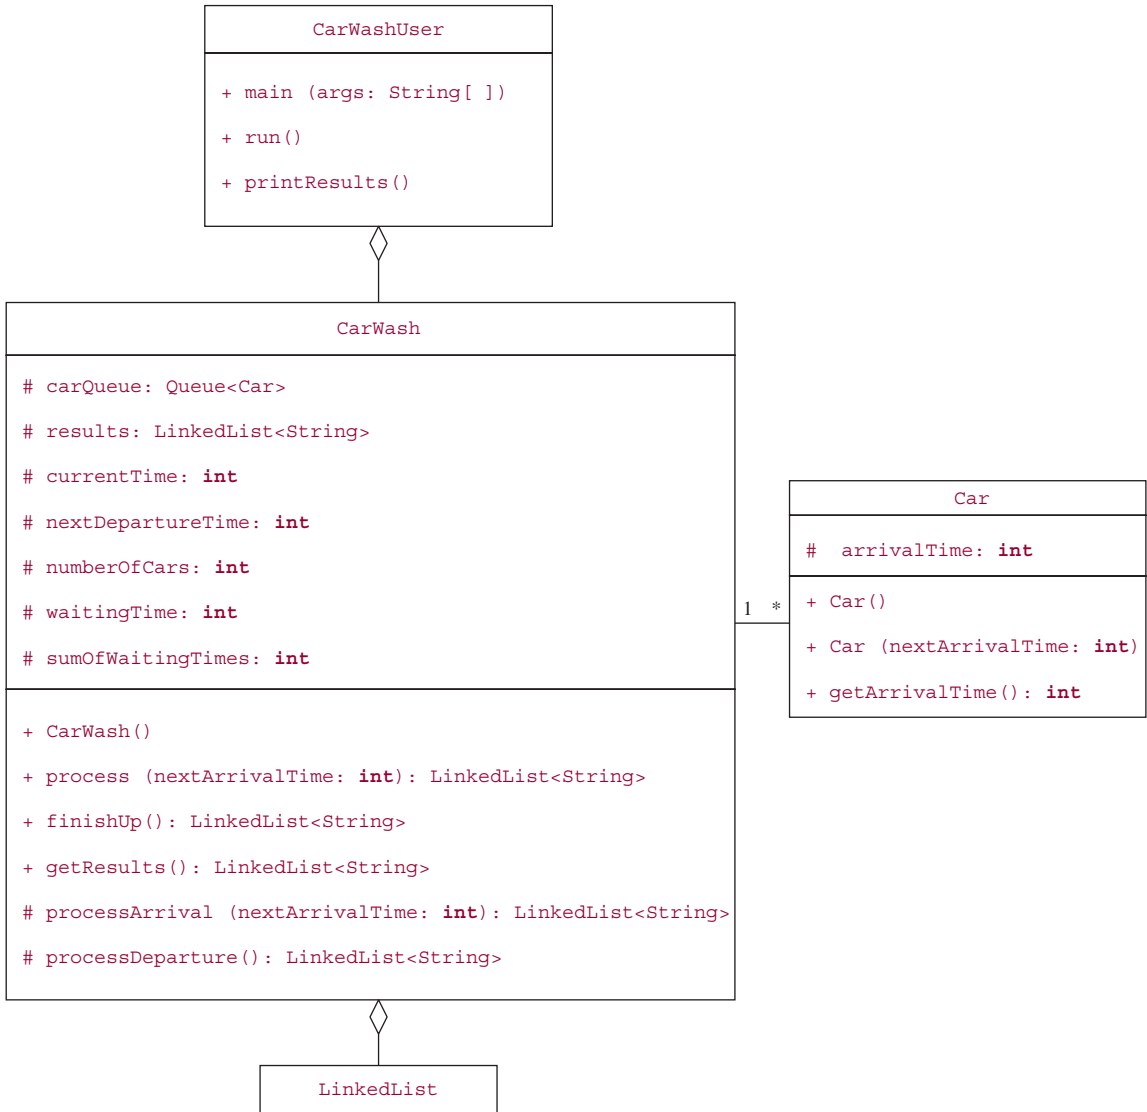 CarWashUser
+ main (args: String[ ])
+ run()
+ printResults()
CarWash
# carQueue: Queue<Car>
# results: LinkedList<String>
# currentTime: int
# nextDepartureTime: int
# numberOfCars: int
# waitingTime: int
# sumOfWaitingTimes: int
+ CarWash()
+ process (nextArrivalTime: int): LinkedList<String>
+ finishUp(): LinkedList<String>
+ getResults(): LinkedList<String>
# processArrival (nextArrivalTime: int): LinkedList<String>
# processDeparture(): LinkedList<String>
1 *
Car
# arrivalTime: int
+ Car()
+ Car (nextArrivalTime: int)
+ getArrivalTime(): int
LinkedList